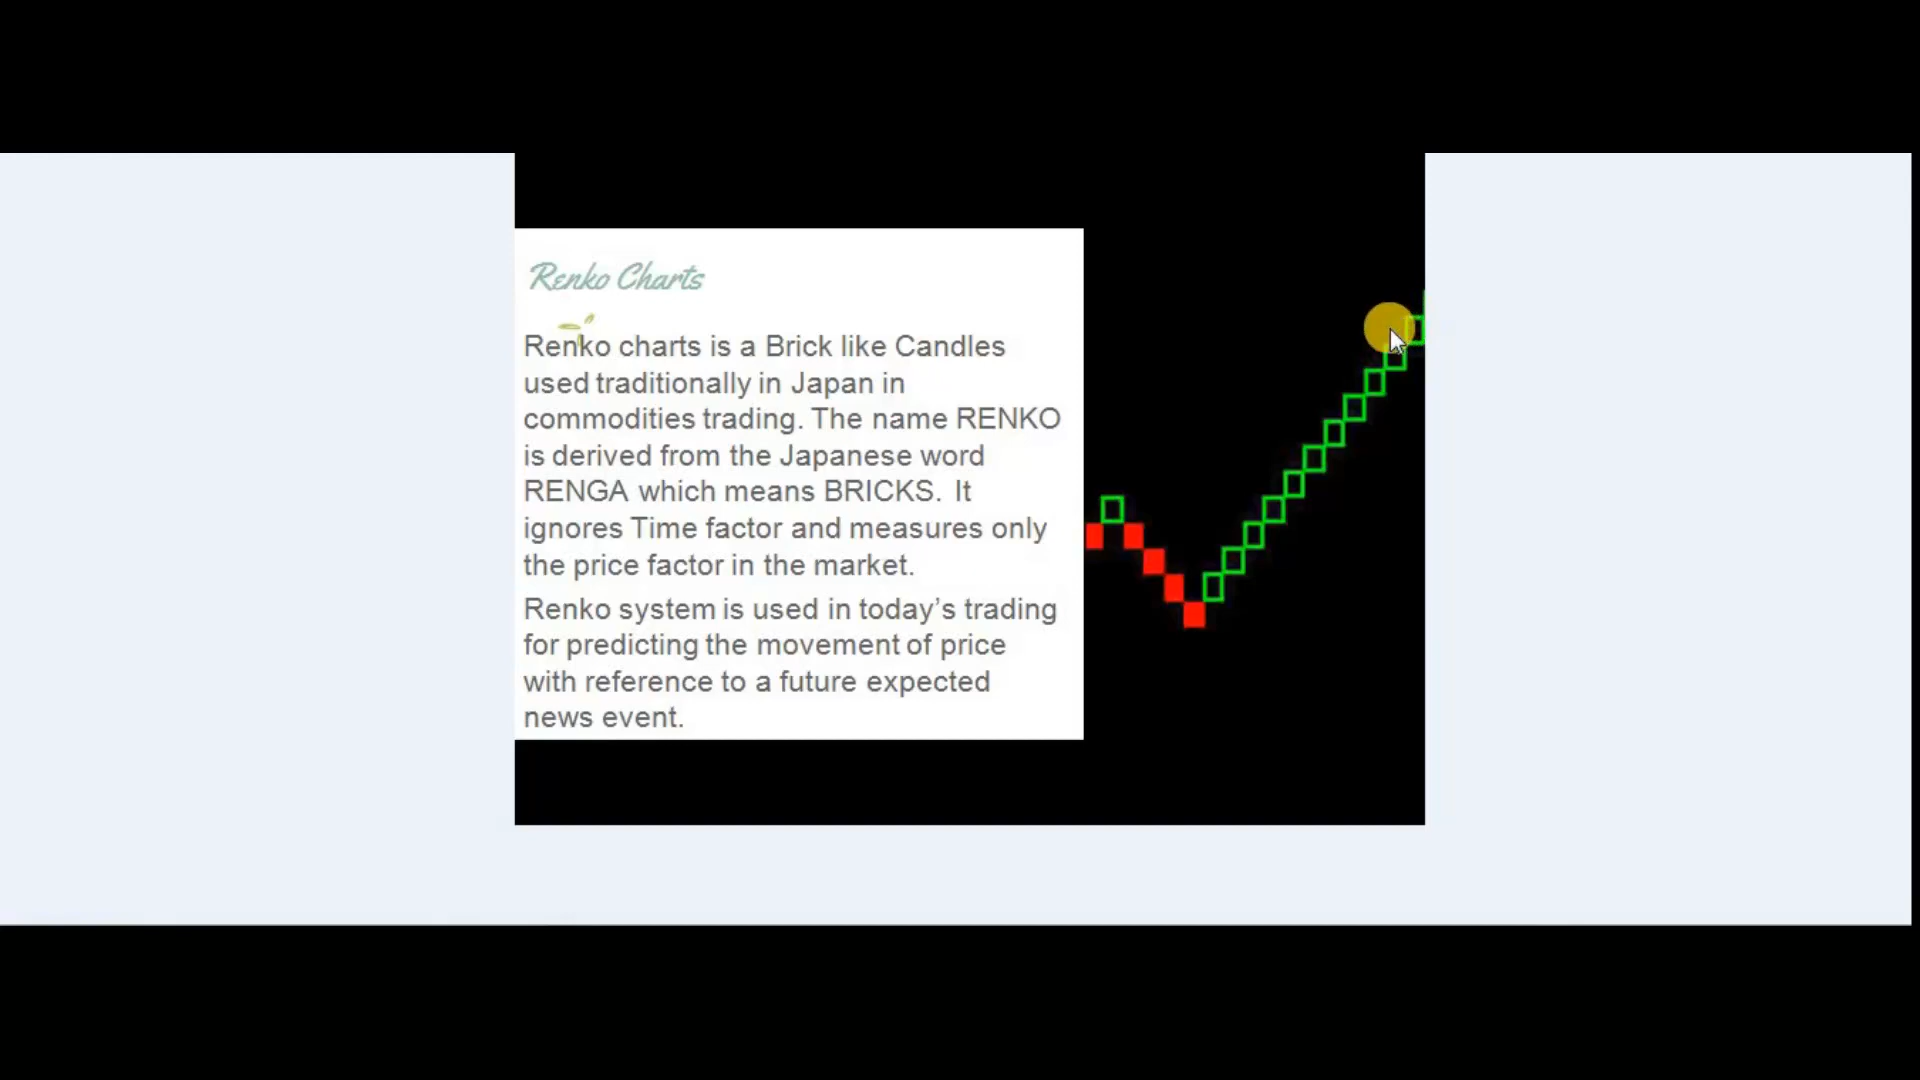 Renko Charts
Renko charts is a Brick like Candles
used traditionally in Japan in
commodities trading. The name RENKO
is derived from the Japanese word
RENGA which means BRICKS. It
ignores Time factor and measures only
the price factor in the market.
Renko system is used in today’s trading
for predicting the movement of price
with reference to a future expected
news event.